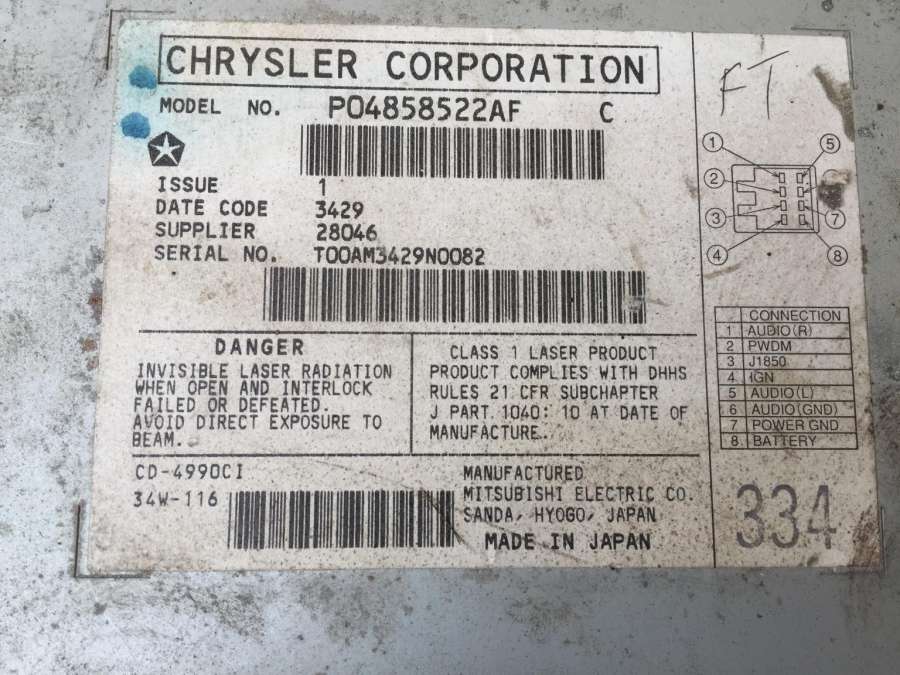 CHRYSLER CORPORATION
MODEL NO. P04858522AF C
ISSUE 1
DATE CODE 3429
SUPPLIER 28046
SERIAL NO. T00AM3429N0082
DANGER
INVISIBLE LASER RADIATION
WHEN OPEN AND INTERLOCK
FAILED OR DEFEATED.
AVOID DIRECT EXPOSURE TO
BEAM.
CLASS 1 LASER PRODUCT
PRODUCT COMPLIES WITH DHHS
RULES 21 CFR SUBCHAPTER
J PART 1040: 10 AT DATE OF
MANUFACTURE.
CD-4990CI
34W-116
MANUFACTURED
MITSUBISHI ELECTRIC CO.
SANDA, HYOGO, JAPAN
MADE IN JAPAN
FT
1 5
2
3 7
4 8
CONNECTION
1 AUDIO(R)
2 PWDM
3 J1850
4 IGN
5 AUDIO(L)
6 AUDIO(GND)
7 POWER GND
8 BATTERY
334